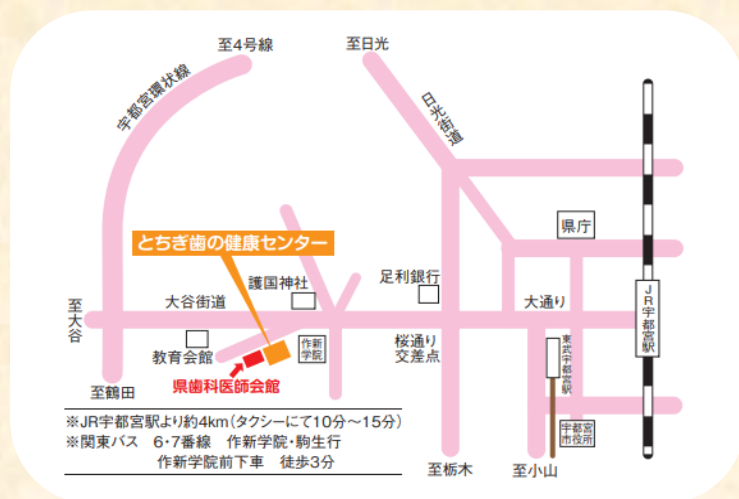 至4号線
至日光
宇都宮環状線
日光街道
とちぎ歯の健康センター
県庁
護国神社
足利銀行
至大谷
大谷街道
大通り
JR宇都宮駅
教育会館
作新
学院
桜通り
交差点
東武宇都宮駅
県歯科医師会館
至鶴田
宇都宮
市役所
※JR宇都宮駅より約4km(タクシーにて10分～15分)
※関東バス 6・7番線 作新学院・駒生行
作新学院前下車 徒歩3分
至栃木
至小山